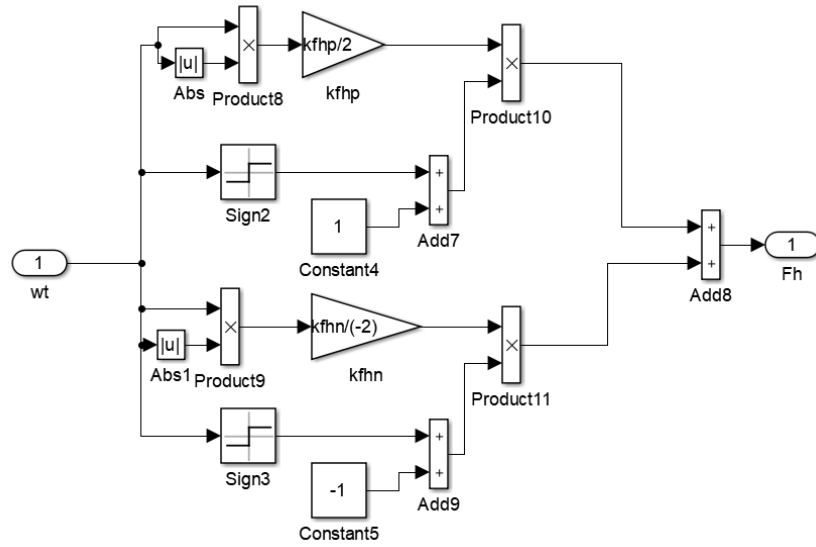 |u|
Abs
×
Product8
kfhp/2
kfhp
×
Product10
Sign2
1
Constant4
+
+
Add7
1
wt
+
+
Add8
1
Fh
|u|
Abs1
×
Product9
kfhn/(-2)
kfhn
×
Product11
Sign3
-1
Constant5
+
+
Add9